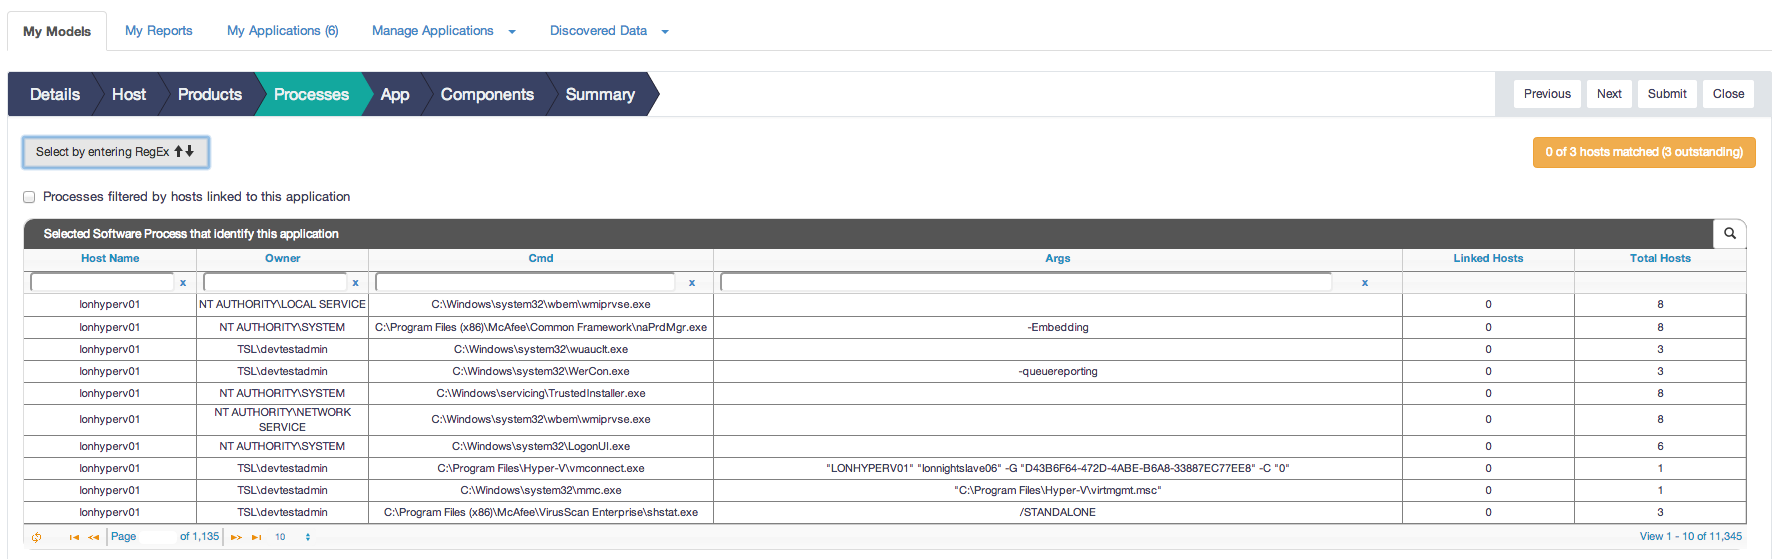 My Models My Reports My Applications (6) Manage Applications Discovered Data
Details Host Products Processes App Components Summary Previous Next Submit Close
Select by entering RegEx 0 of 3 hosts matched (3 outstanding)
Processes filtered by hosts linked to this application
Selected Software Process that identify this application
Host Name Owner Cmd Args Linked Hosts Total Hosts
x x x x
lonhyperv01 NT AUTHORITY\LOCAL SERVICE C:\Windows\system32\wbem\wmiprvse.exe 0 8
lonhyperv01 NT AUTHORITY\SYSTEM C:\Program Files (x86)\McAfee\Common Framework\naPrdMgr.exe -Embedding 0 8
lonhyperv01 TSL\devtestadmin C:\Windows\system32\wuauclt.exe 0 3
lonhyperv01 TSL\devtestadmin C:\Windows\system32\WerCon.exe -queuereporting 0 3
lonhyperv01 NT AUTHORITY\SYSTEM C:\Windows\servicing\TrustedInstaller.exe 0 8
lonhyperv01 NT AUTHORITY\NETWORK SERVICE C:\Windows\system32\wbem\wmiprvse.exe 0 8
lonhyperv01 NT AUTHORITY\SYSTEM C:\Windows\system32\LogonUI.exe 0 6
lonhyperv01 TSL\devtestadmin C:\Program Files\Hyper-V\vmconnect.exe "LONHYPERV01" "lonnightslave06" -G "D43B6F64-472D-4ABE-B6A8-33887EC77EE8" -C "0" 0 1
lonhyperv01 TSL\devtestadmin C:\Windows\system32\mmc.exe "C:\Program Files\Hyper-V\virtmgmt.msc" 0 1
lonhyperv01 TSL\devtestadmin C:\Program Files (x86)\McAfee\VirusScan Enterprise\shstat.exe /STANDALONE 0 3
Page of 1,135 10 View 1 - 10 of 11,345